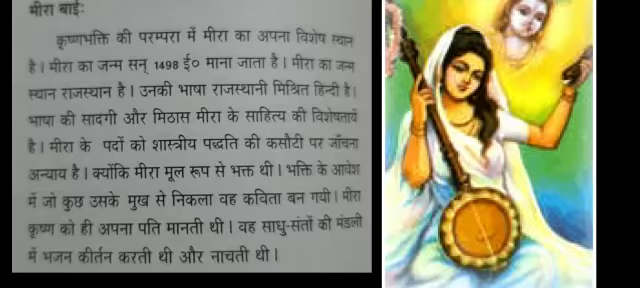 मीरा बाईः
कृष्णभक्ति की परम्परा में मीरा का अपना विशेष स्थान
है। मीरा का जन्म सन् 1498 ई० माना जाता है। मीरा का जन्म
स्थान राजस्थान है। उनकी भाषा राजस्थानी मिश्रित हिन्दी है।
भाषा की सादगी और मिठास मीरा के साहित्य की विशेषतायें
है। मीरा के पदों को शास्त्रीय पद्धति की कसौटी पर जाँचना
अन्याय है। क्योंकि मीरा मूल रूप से भक्त थी। भक्ति के आवेश
में जो कुछ उसके मुख से निकला वह कविता बन गयी। मीरा
कृष्ण को ही अपना पति मानती थी। वह साधु-संतों की मंडली
में भजन कीर्तन करती थी और नाचती थी।